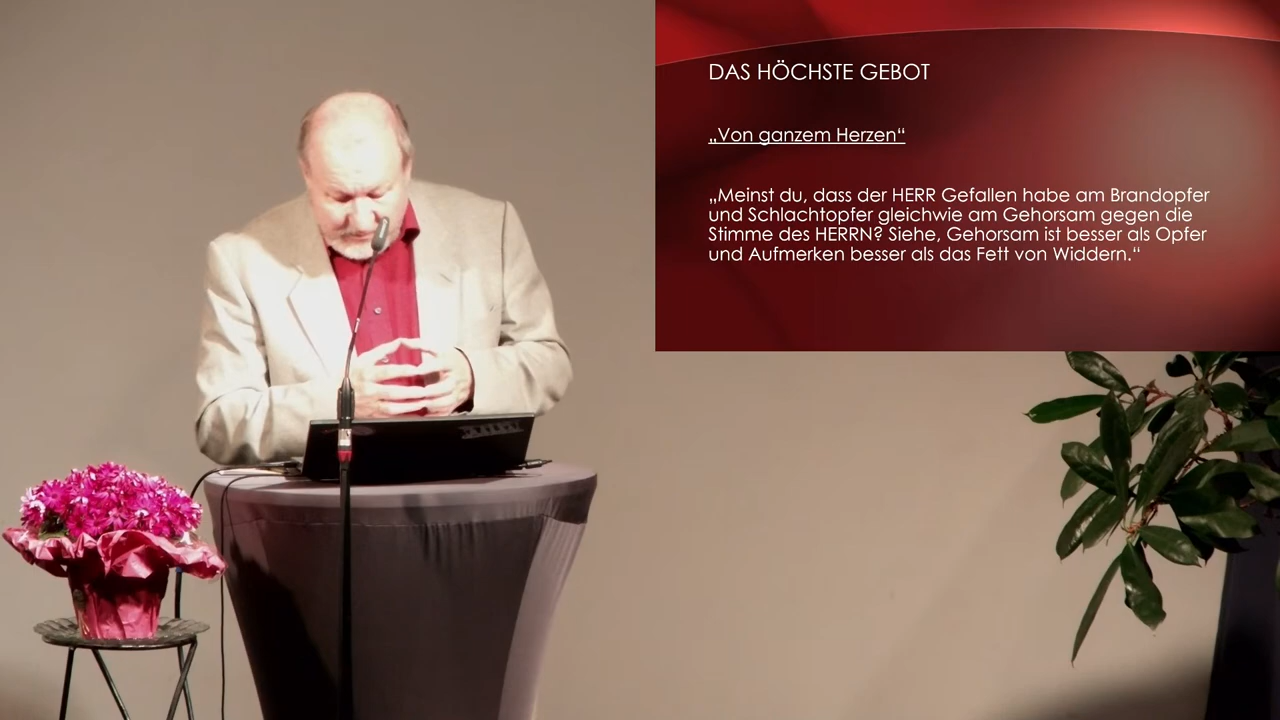 DAS HÖCHSTE GEBOT
„Von ganzem Herzen“
„Meinst du, dass der HERR Gefallen habe am Brandopfer
und Schlachtopfer gleichwie am Gehorsam gegen die
Stimme des HERRN? Siehe, Gehorsam ist besser als Opfer
und Aufmerken besser als das Fett von Widdern.“